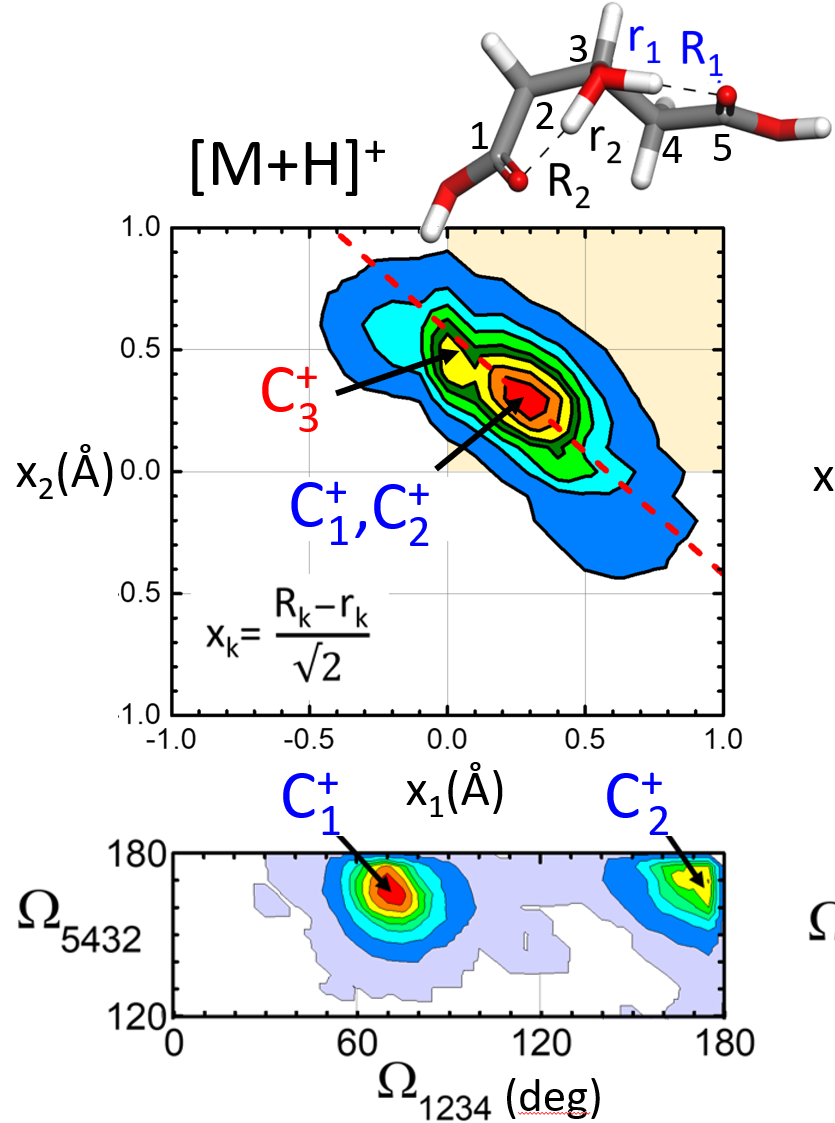 3 r₁ R₁
1 2 r₂ 4 5
R₂
[M+H]⁺
1.0
0.5
C₃⁺
x₂(Å) 0.0 x
C₁⁺,C₂⁺
0.5
xₖ= Rₖ−rₖ
√2
1.0
-1.0 -0.5 0.0 0.5 1.0
x₁(Å)
C₁⁺ C₂⁺
180
Ω₅₄₃₂ Ω
120
0 60 120 180
Ω₁₂₃₄ (deg)